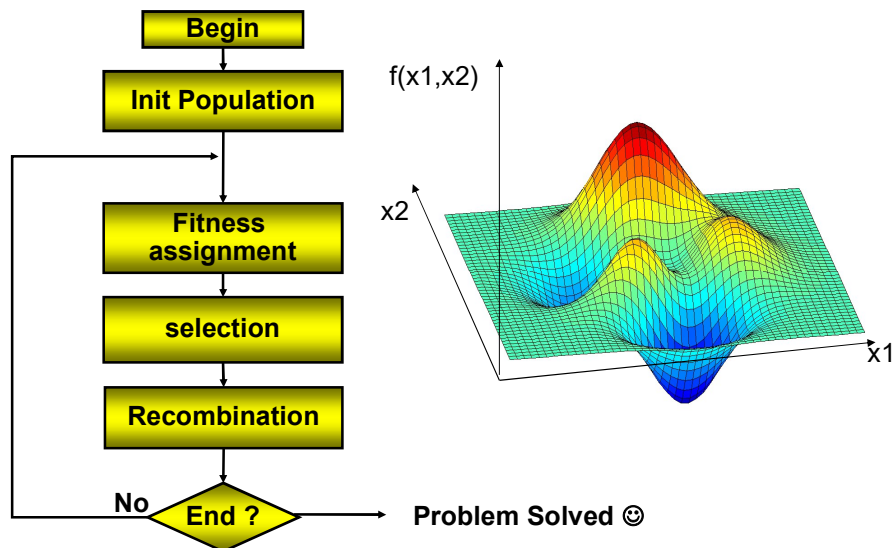 Begin
Init Population
Fitness
assignment
selection
Recombination
No
End ?
Problem Solved ☺
f(x1,x2)
x2
x1